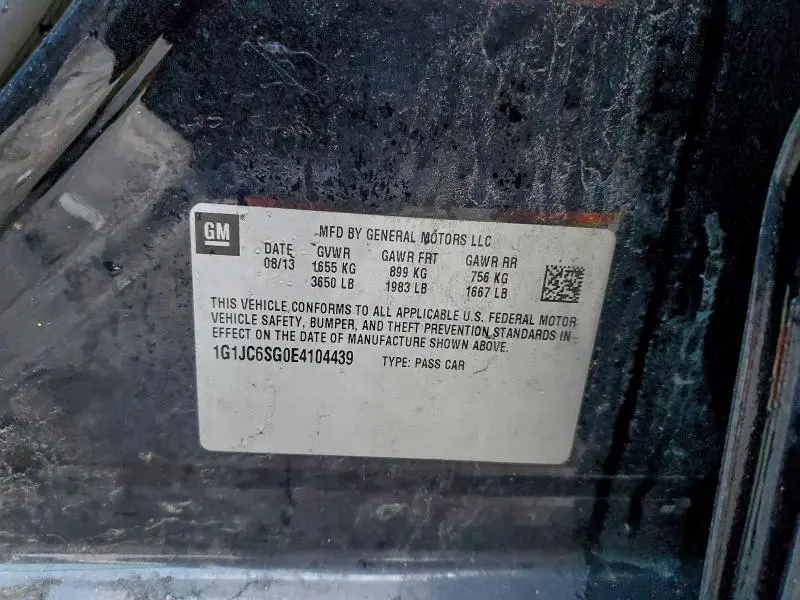 GM
MFD BY GENERAL MOTORS LLC
DATE GVWR GAWR FRT GAWR RR
08/13 1655 KG 899 KG 756 KG
3650 LB 1983 LB 1667 LB
THIS VEHICLE CONFORMS TO ALL APPLICABLE U.S. FEDERAL MOTOR
VEHICLE SAFETY, BUMPER, AND THEFT PREVENTION STANDARDS IN
EFFECT ON THE DATE OF MANUFACTURE SHOWN ABOVE.
1G1JC6SG0E4104439 TYPE: PASS CAR